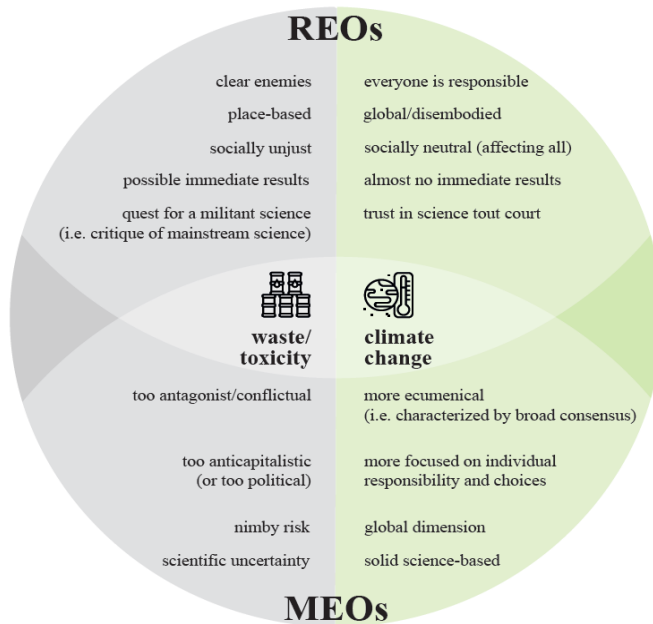 REOs
clear enemies
everyone is responsible
place-based
global/disembodied
socially unjust
socially neutral (affecting all)
possible immediate results
almost no immediate results
quest for a militant science
(i.e. critique of mainstream science)
trust in science tout court
waste/
toxicity
climate
change
too antagonist/conflictual
more ecumenical
(i.e. characterized by broad consensus)
too anticapitalistic
(or too political)
more focused on individual
responsibility and choices
nimby risk
global dimension
scientific uncertainty
solid science-based
MEOs